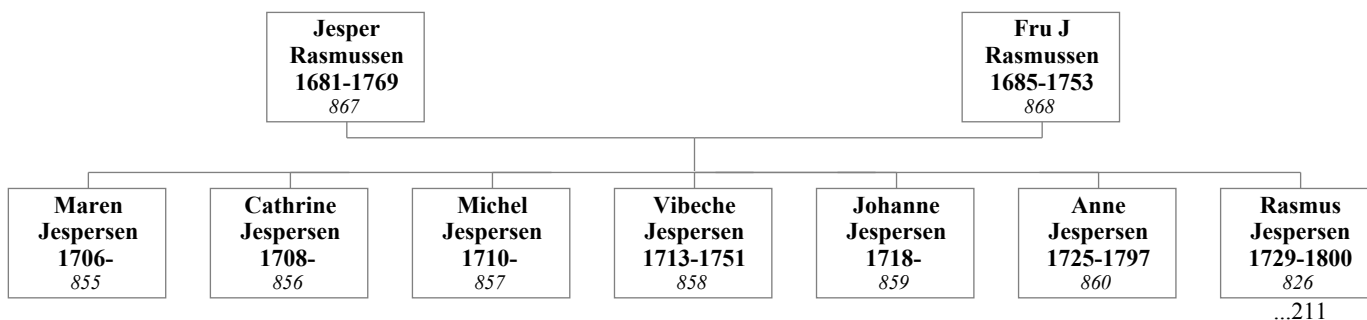 Jesper
Rasmussen
1681-1769
867
Fru J
Rasmussen
1685-1753
868
Maren
Jespersen
1706-
855
Cathrine
Jespersen
1708-
856
Michel
Jespersen
1710-
857
Vibeche
Jespersen
1713-1751
858
Johanne
Jespersen
1718-
859
Anne
Jespersen
1725-1797
860
Rasmus
Jespersen
1729-1800
826
...211